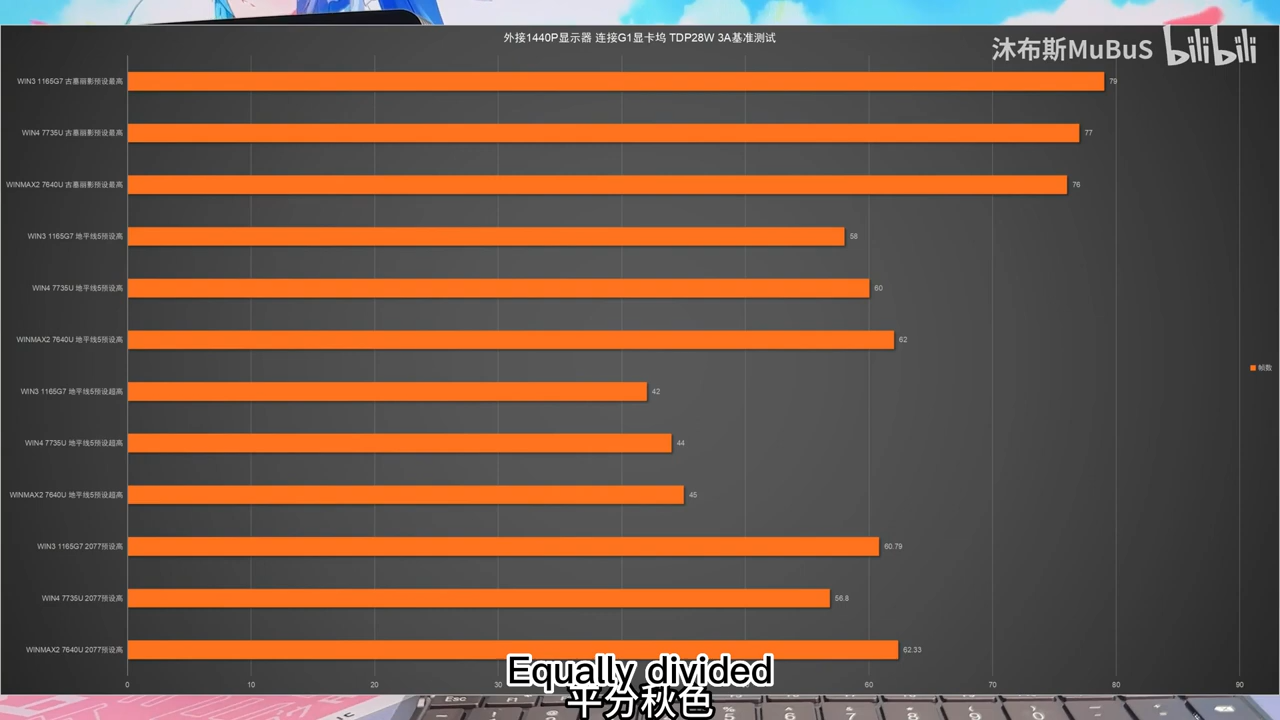 外接1440P显示器 连接G1显卡坞 TDP28W 3A基准测试
沐布斯MuBuS bilibili
WIN3 1165G7 古墓丽影预设最高 79
WIN4 7735U 古墓丽影预设最高 77
WINMAX2 7640U 古墓丽影预设最高 76
WIN3 1165G7 地平线5预设高 58
WIN4 7735U 地平线5预设高 60
WINMAX2 7640U 地平线5预设高 62
帧数
WIN3 1165G7 地平线5预设超高 42
WIN4 7735U 地平线5预设超高 44
WINMAX2 7640U 地平线5预设超高 45
WIN3 1165G7 2077预设高 60.79
WIN4 7735U 2077预设高 56.8
WINMAX2 7640U 2077预设高 62.33
0 10 20 60 70 80 90
Equally divided
平分秋色
Esc F1